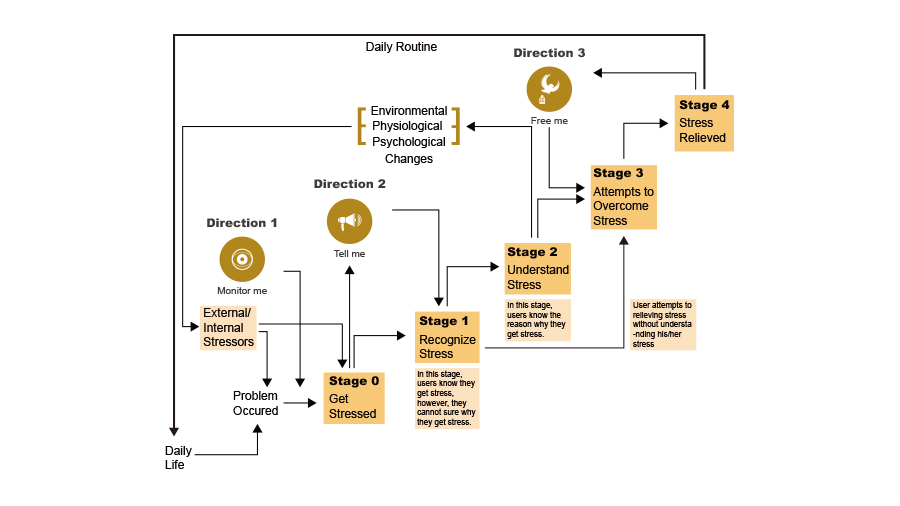 Daily Routine
Direction 3
Free me
Stage 4
Stress
Relieved
Environmental
Physiological
Psychological
Changes
Direction 2
Tell me
Stage 3
Attempts to
Overcome
Stress
Direction 1
Monitor me
Stage 2
Understand
Stress
In this stage,
users know the
reason why they
get stress.
User attempts to
relieving stress
without understa
-nding his/her
stress
External/
Internal
Stressors
Stage 1
Recognize
Stress
In this stage,
users know they
get stress,
however, they
cannot sure why
they get stress.
Stage 0
Get
Stressed
Problem
Occured
Daily
Life